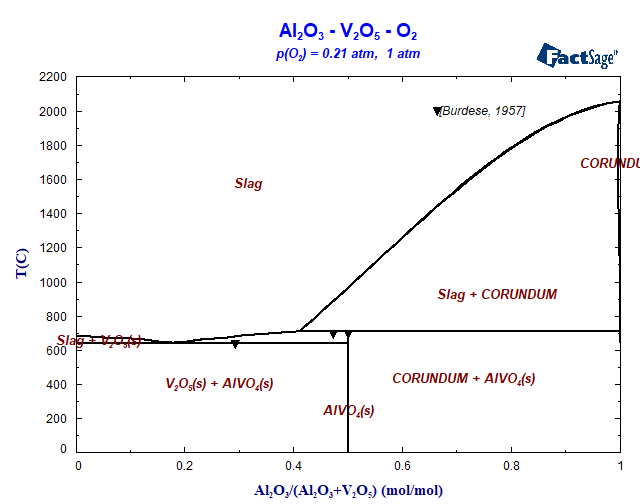 Al₂O₃ - V₂O₅ - O₂
p(O₂) = 0.21 atm, 1 atm
FactSage
2200
2000
1800
1600
1400
1200
1000
800
600
400
200
0
T(C)
[Burdese, 1957]
CORUNDU
Slag
Slag + CORUNDUM
Slag + V₂O₅(s)
V₂O₅(s) + AlVO₄(s)
CORUNDUM + AlVO₄(s)
AlVO₄(s)
0 0.2 0.4 0.6 0.8 1
Al₂O₃/(Al₂O₃+V₂O₅) (mol/mol)